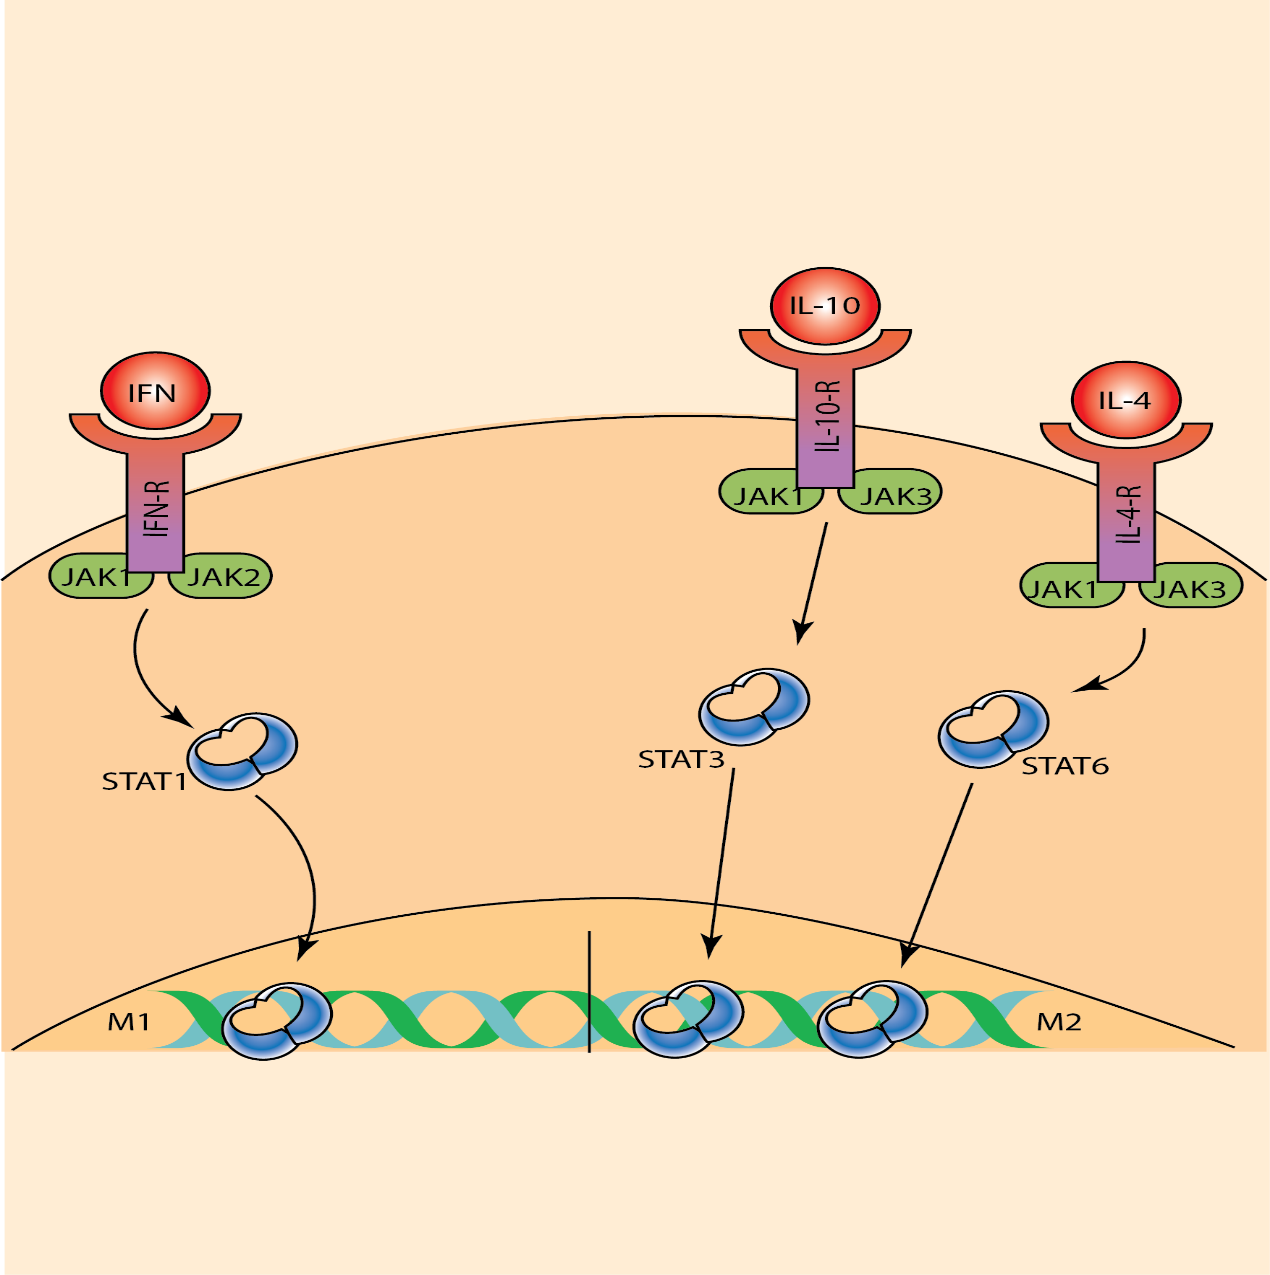 IL-10
IL-10-R
JAK1
JAK3
IFN
IFN-R
JAK1
JAK2
IL-4
IL-4-R
JAK1
JAK3
STAT1
STAT3
STAT6
M1
M2